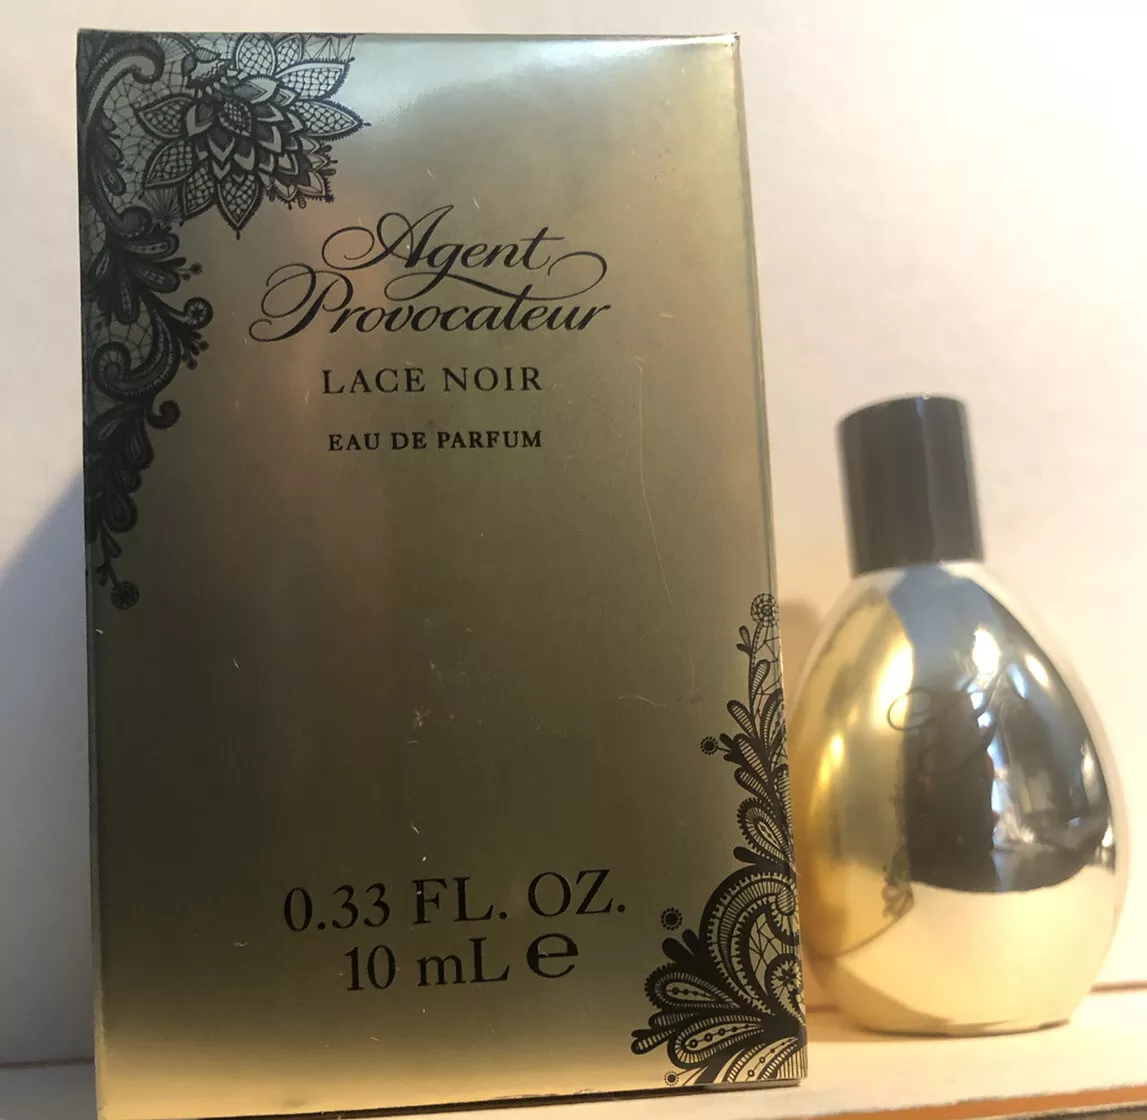 Agent
Provocateur
LACE NOIR
EAU DE PARFUM
0.33 FL. OZ.
10 mL ℮